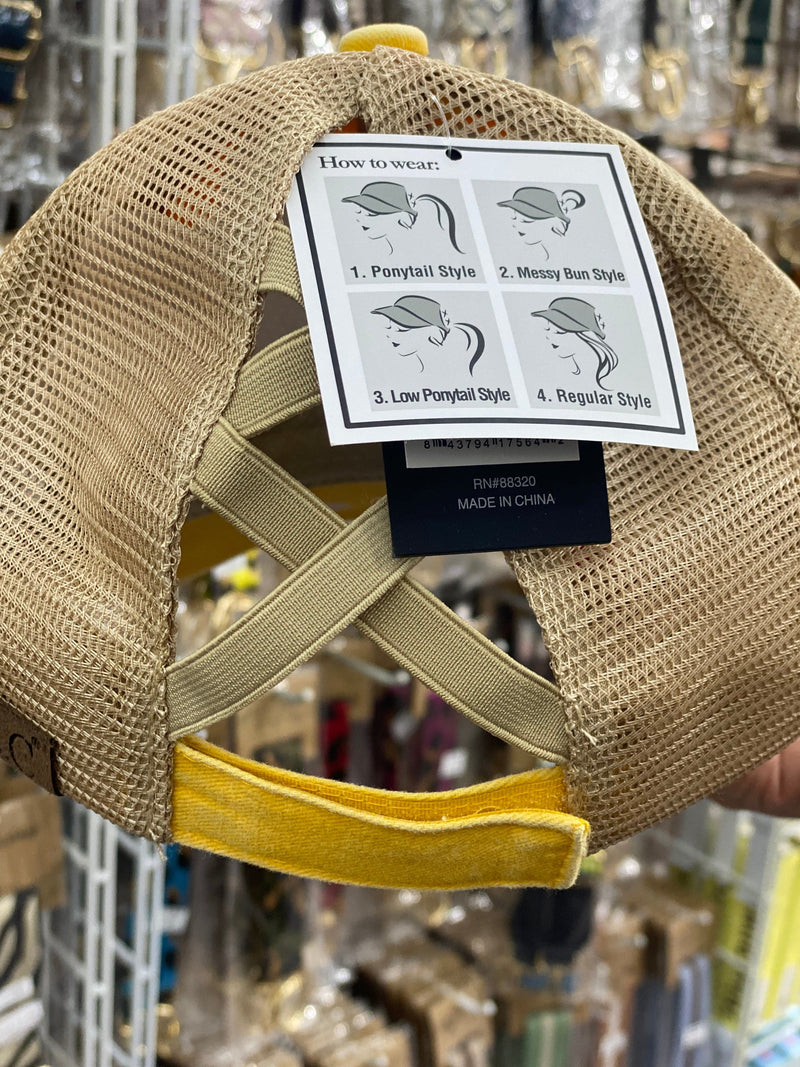 How to wear:
1. Ponytail Style
2. Messy Bun Style
3. Low Ponytail Style
4. Regular Style
RN#88320
MADE IN CHINA
C